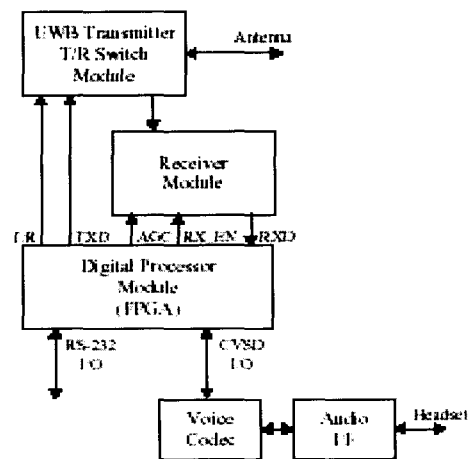 UWB Transmitter
T/R Switch
Module
Antenna
Receiver
Module
T/R TXD AGC RX_EN RXD
Digital Processor
Module
(FPGA)
RS-232
I/O
CVSD
I/O
Voice
Codec
Audio
I/F
Headset